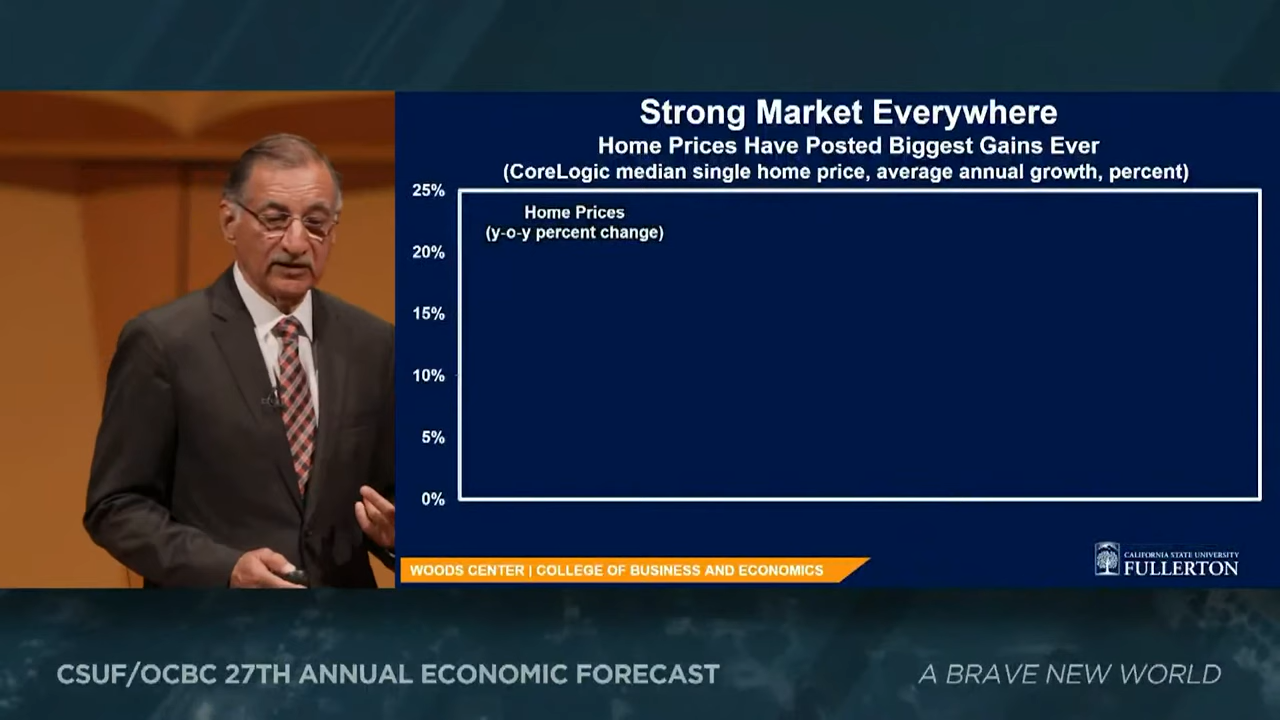 Strong Market Everywhere
Home Prices Have Posted Biggest Gains Ever
(CoreLogic median single home price, average annual growth, percent)
25%
Home Prices
(y-o-y percent change)
20%
15%
10%
5%
0%
CALIFORNIA STATE UNIVERSITY
FULLERTON
WOODS CENTER | COLLEGE OF BUSINESS AND ECONOMICS
CSUF/OCBC 27TH ANNUAL ECONOMIC FORECAST
A BRAVE NEW WORLD